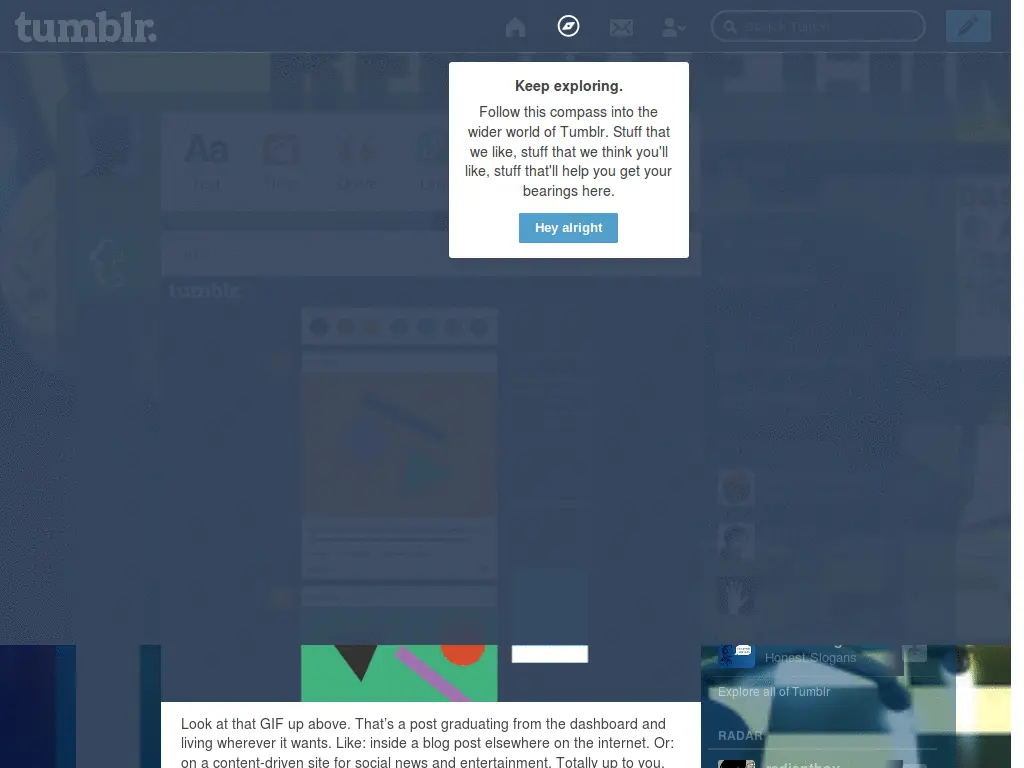 tumblr.
Search Tumblr
Keep exploring.
Follow this compass into the
wider world of Tumblr. Stuff that
we like, stuff that we think you'll
like, stuff that'll help you get your
bearings here.
Hey alright
Aa
Text
Photo
Quote
tumblr.
Honest Slogans
Explore all of Tumblr
RADAR
Look at that GIF up above. That's a post graduating from the dashboard and
living wherever it wants. Like: inside a blog post elsewhere on the internet. Or:
on a content-driven site for social news and entertainment. Totally up to you.